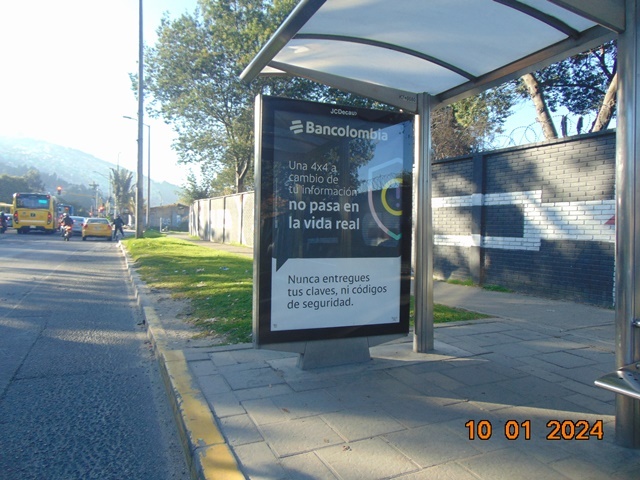 JCDecaux
Bancolombia
Una 4x4 a
cambio de
tu información
no pasa en
la vida real
Nunca entregues
tus claves, ni códigos
de seguridad.
10 01 2024